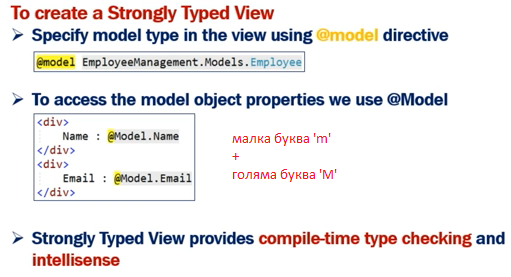 To create a Strongly Typed View
➤ Specify model type in the view using @model directive
@model EmployeeManagement.Models.Employee
➤ To access the model object properties we use @Model
<div>
    Name : @Model.Name
</div>
<div>
    Email : @Model.Email
</div>
малка буква 'm'
+
голяма буква 'M'
➤ Strongly Typed View provides compile-time type checking and
intellisense